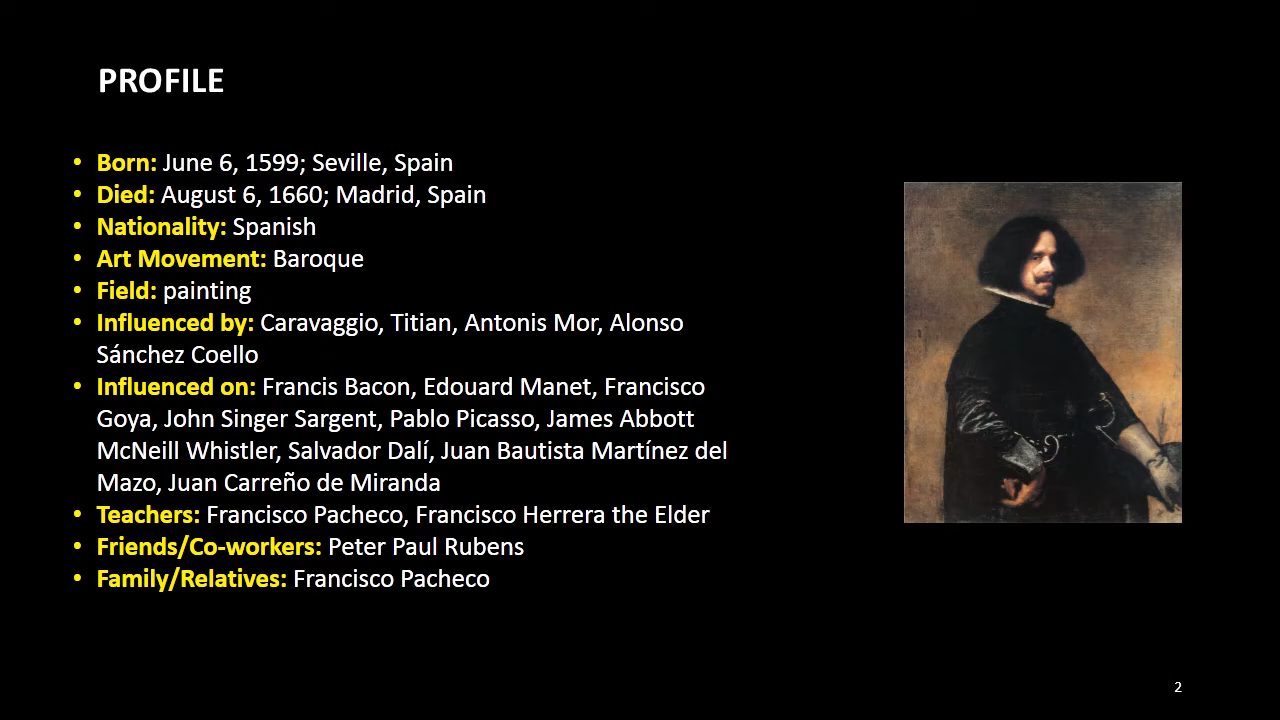 PROFILE
• Born: June 6, 1599; Seville, Spain
• Died: August 6, 1660; Madrid, Spain
• Nationality: Spanish
• Art Movement: Baroque
• Field: painting
• Influenced by: Caravaggio, Titian, Antonis Mor, Alonso
Sánchez Coello
• Influenced on: Francis Bacon, Edouard Manet, Francisco
Goya, John Singer Sargent, Pablo Picasso, James Abbott
McNeill Whistler, Salvador Dalí, Juan Bautista Martínez del
Mazo, Juan Carreño de Miranda
• Teachers: Francisco Pacheco, Francisco Herrera the Elder
• Friends/Co-workers: Peter Paul Rubens
• Family/Relatives: Francisco Pacheco
2